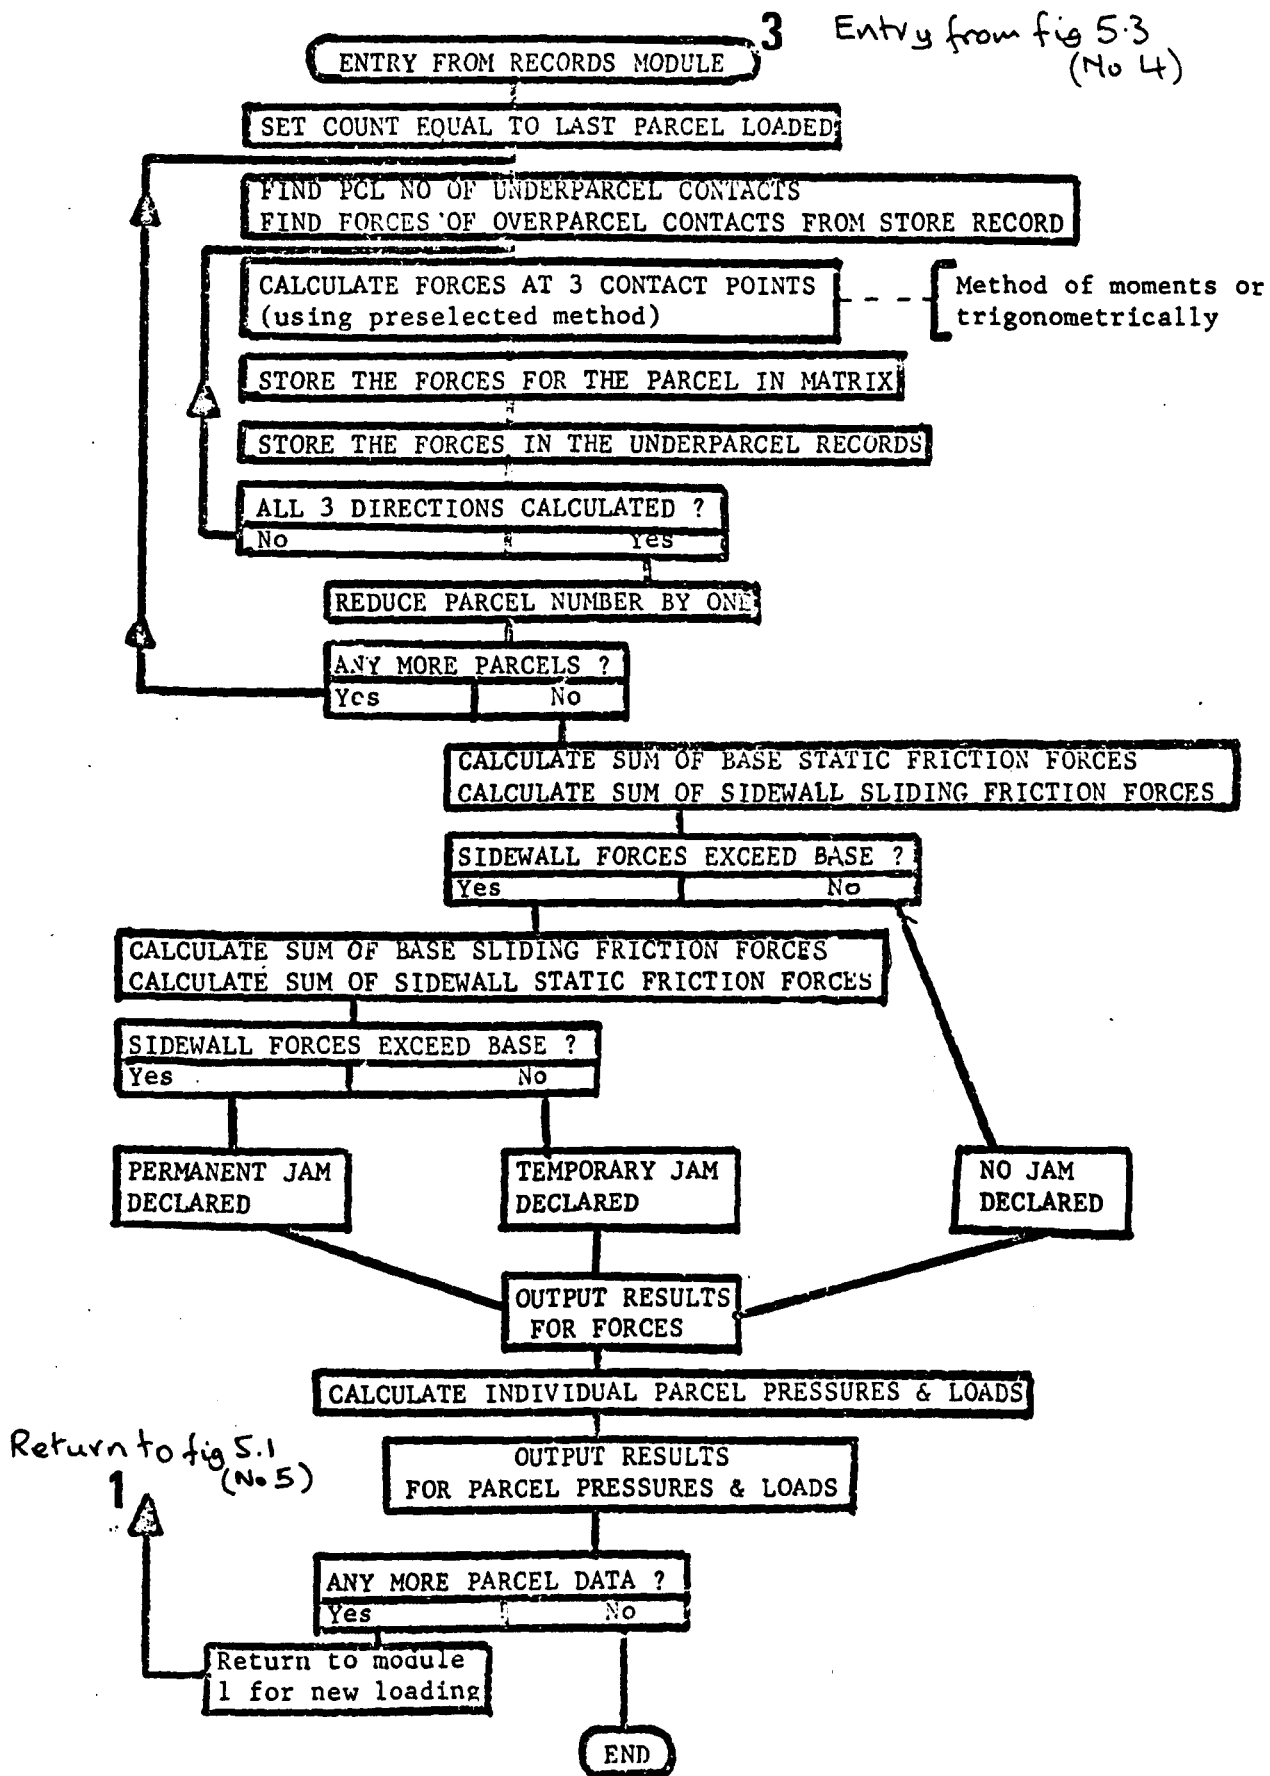 3 Entry from fig 5.3
(No 4)
ENTRY FROM RECORDS MODULE
SET COUNT EQUAL TO LAST PARCEL LOADED
FIND PCL NO OF UNDERPARCEL CONTACTS
FIND FORCES OF OVERPARCEL CONTACTS FROM STORE RECORD
CALCULATE FORCES AT 3 CONTACT POINTS
(using preselected method)
Method of moments or
trigonometrically
STORE THE FORCES FOR THE PARCEL IN MATRIX
STORE THE FORCES IN THE UNDERPARCEL RECORDS
ALL 3 DIRECTIONS CALCULATED ?
No Yes
REDUCE PARCEL NUMBER BY ONE
ANY MORE PARCELS ?
Yes No
CALCULATE SUM OF BASE STATIC FRICTION FORCES
CALCULATE SUM OF SIDEWALL SLIDING FRICTION FORCES
SIDEWALL FORCES EXCEED BASE ?
Yes No
CALCULATE SUM OF BASE SLIDING FRICTION FORCES
CALCULATE SUM OF SIDEWALL STATIC FRICTION FORCES
SIDEWALL FORCES EXCEED BASE ?
Yes No
PERMANENT JAM
DECLARED
TEMPORARY JAM
DECLARED
NO JAM
DECLARED
OUTPUT RESULTS
FOR FORCES
CALCULATE INDIVIDUAL PARCEL PRESSURES & LOADS
Return to fig 5.1
(No 5)
1
OUTPUT RESULTS
FOR PARCEL PRESSURES & LOADS
ANY MORE PARCEL DATA ?
Yes No
Return to module
1 for new loading
END